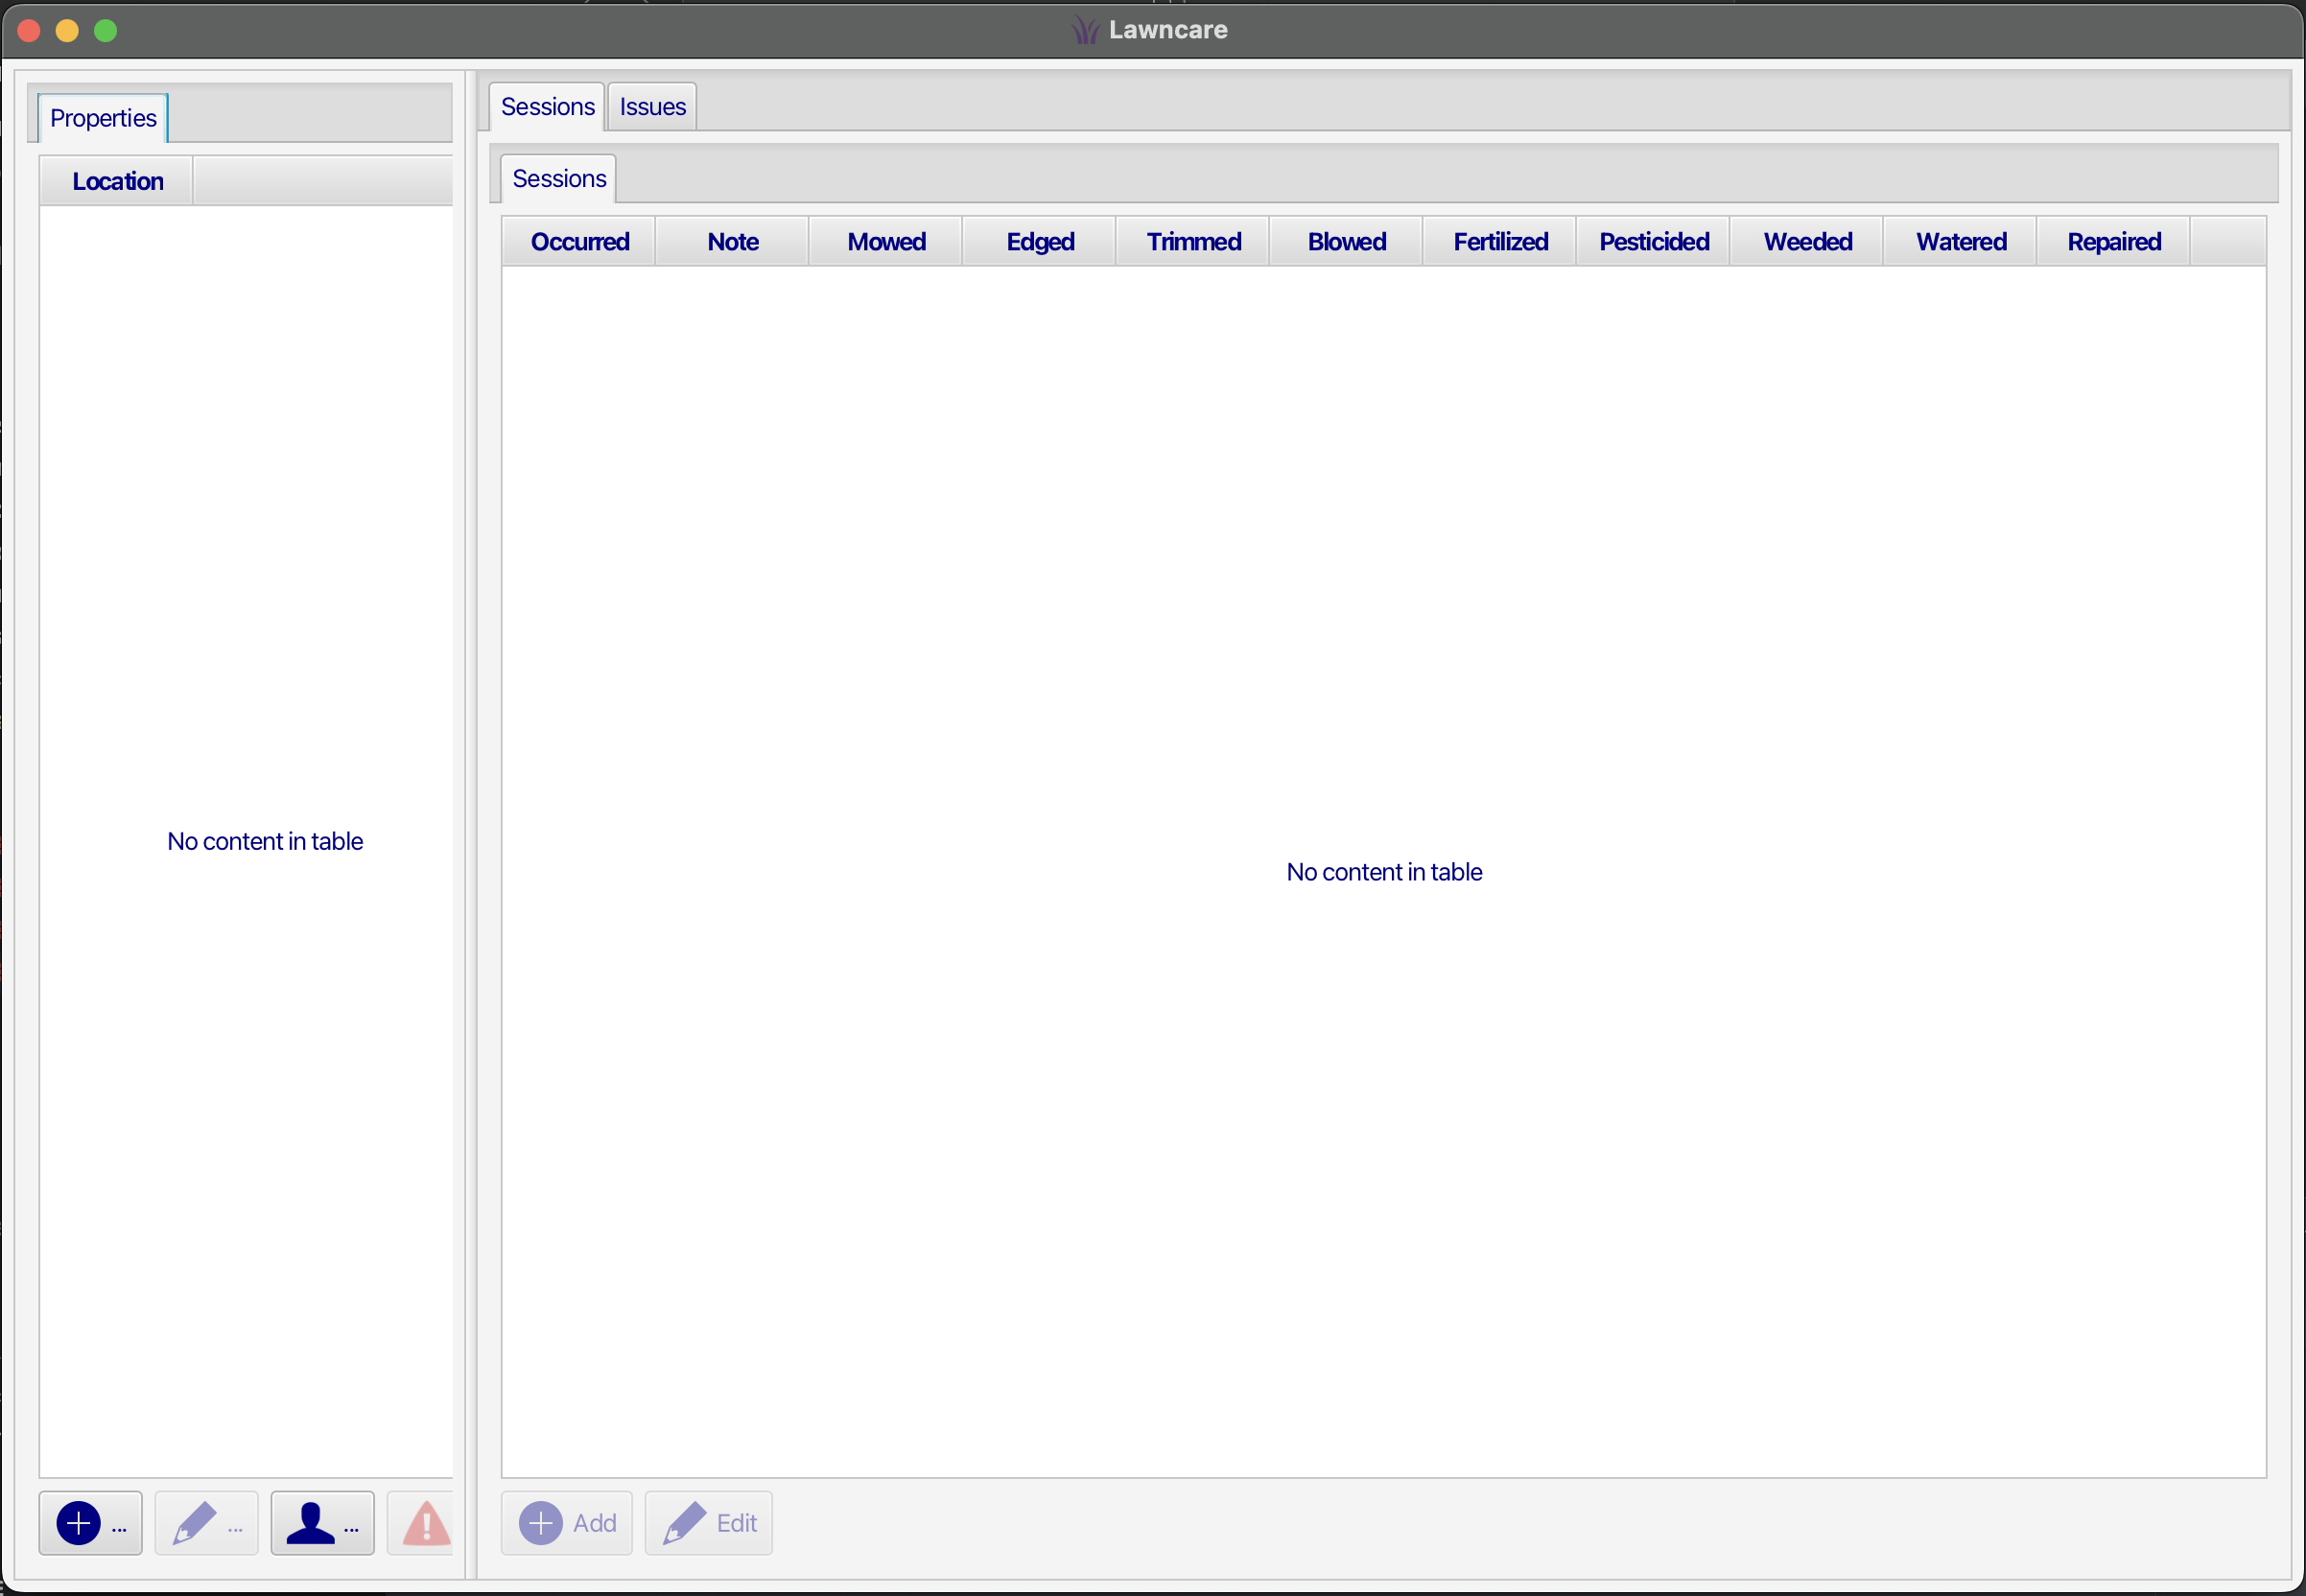 Lawncare
Properties
Location
No content in table
... ... ...
Sessions Issues
Sessions
Occurred Note Mowed Edged Trimmed Blowed Fertilized Pesticided Weeded Watered Repaired
No content in table
Add Edit